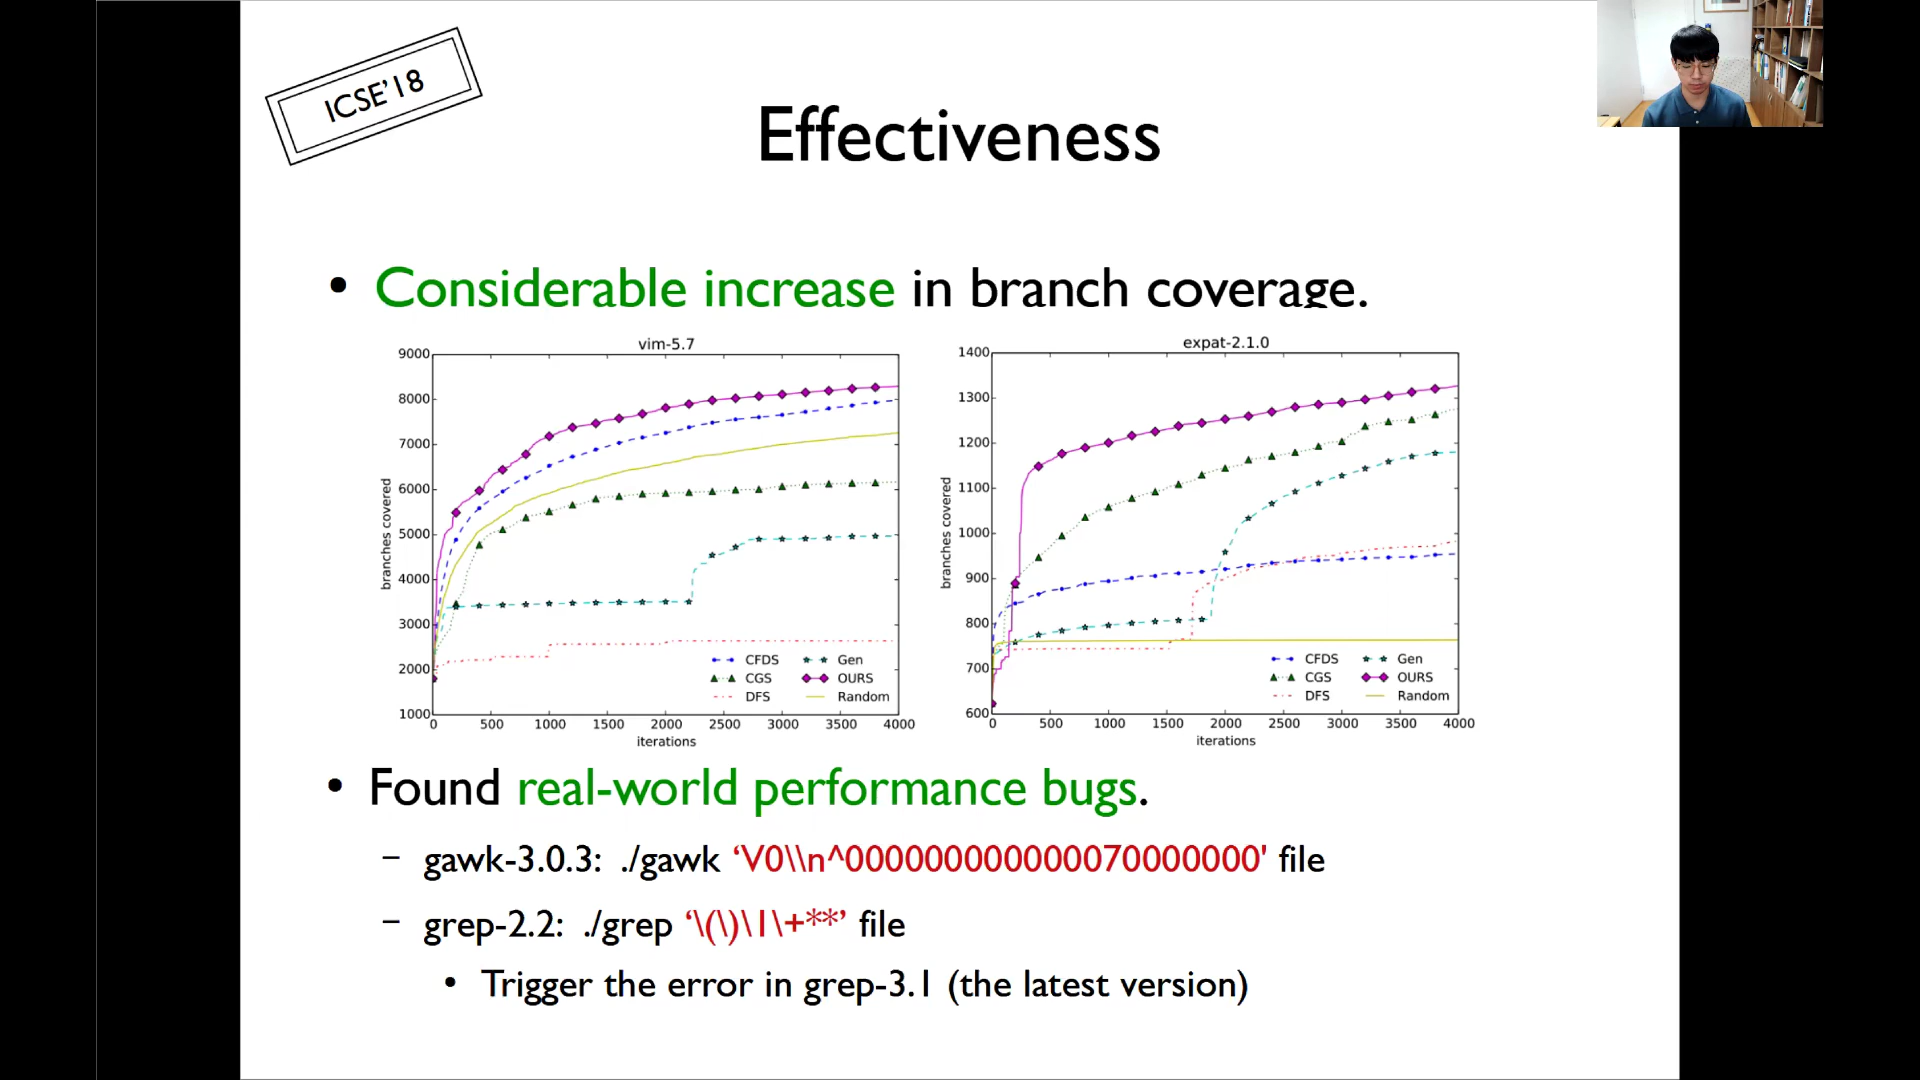 ICSE’18
Effectiveness
• Considerable increase in branch coverage.
vim-5.7
9000
8000
7000
6000
5000
4000
3000
2000
1000
branches covered
0 500 1000 1500 2000 2500 3000 3500 4000
iterations
CFDS Gen
CGS OURS
DFS Random
expat-2.1.0
1400
1300
1200
1100
1000
900
800
700
600
branches covered
0 500 1000 1500 2000 2500 3000 3500 4000
iterations
CFDS Gen
CGS OURS
DFS Random
• Found real-world performance bugs.
– gawk-3.0.3: ./gawk ‘V0\\n^000000000000070000000' file
– grep-2.2: ./grep ‘\(\)\1\+**’ file
• Trigger the error in grep-3.1 (the latest version)